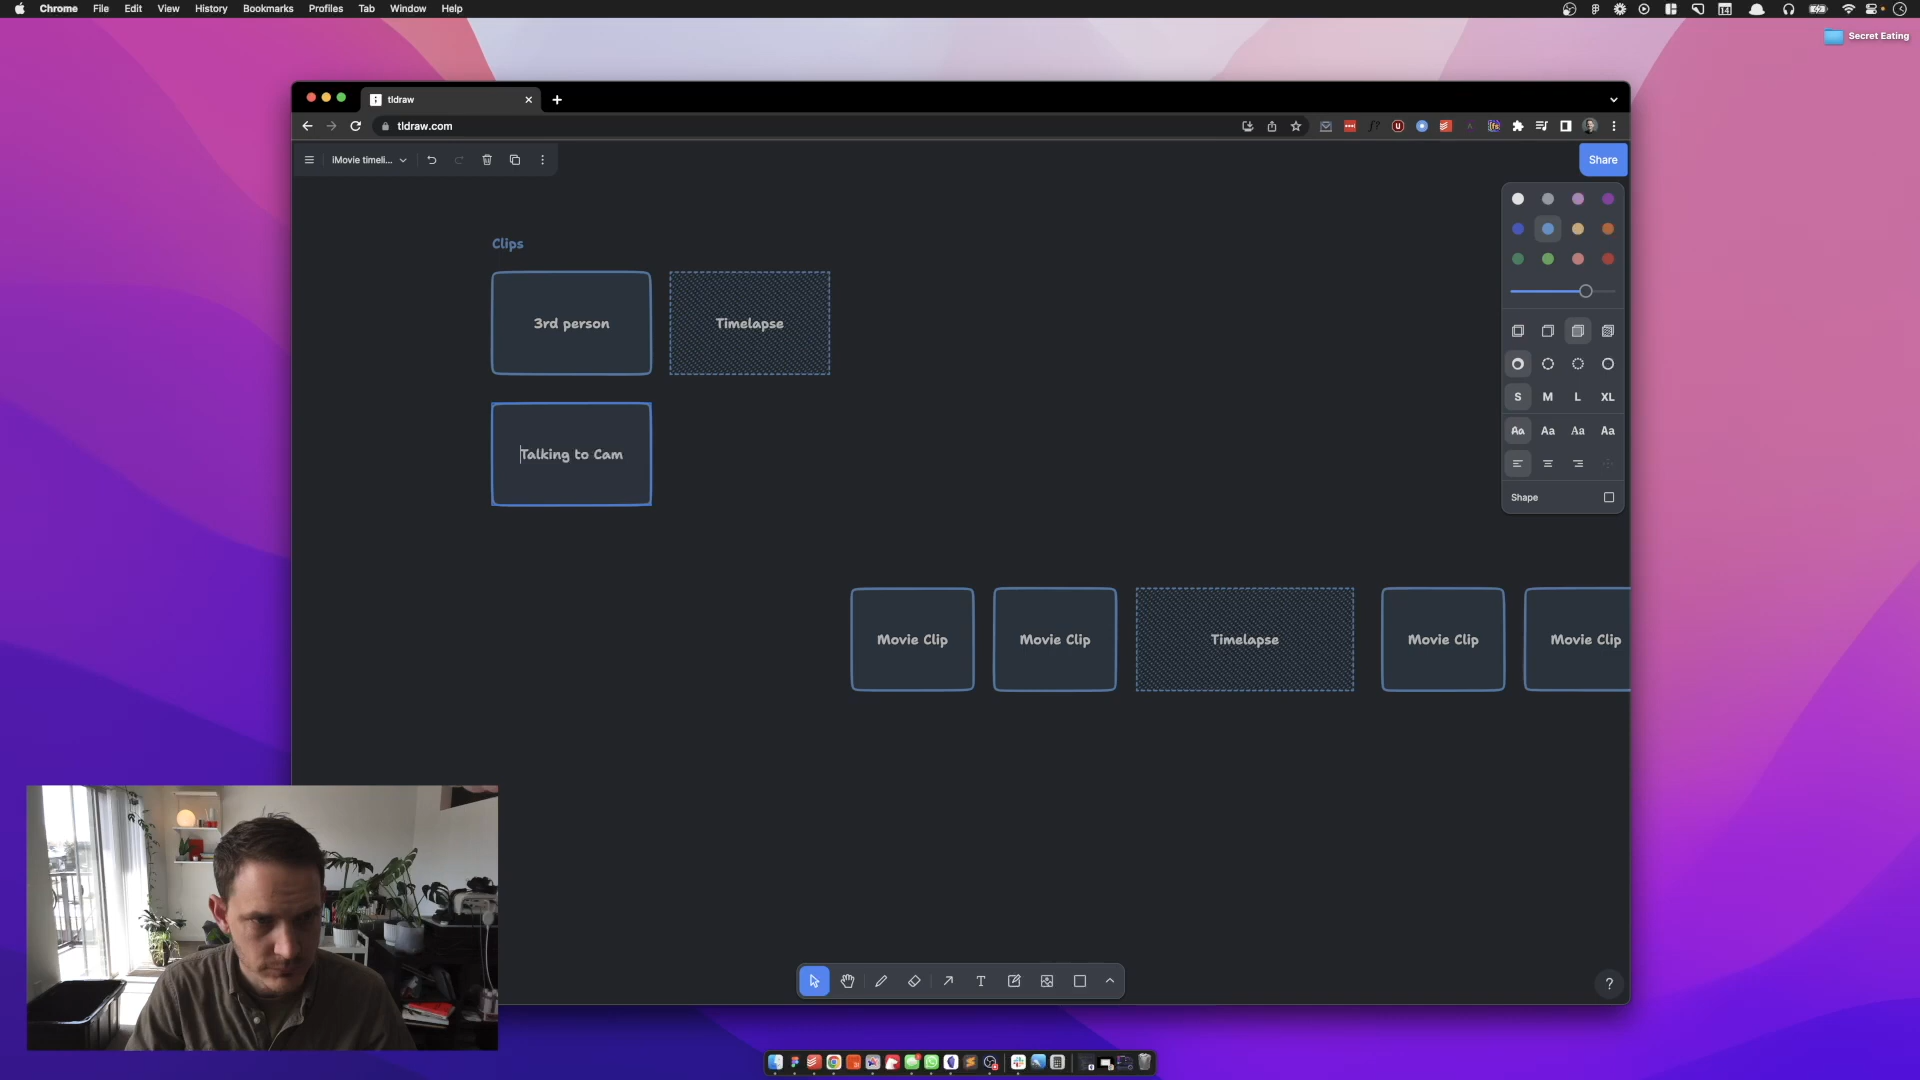 Chrome File Edit View History Bookmarks Profiles Tab Window Help
14
Secret Eating
tldraw
tldraw.com
iMovie timeli...
Share
Clips
3rd person
Timelapse
Talking to Cam
S M L XL
Aa Aa Aa Aa
Shape
Movie Clip
Movie Clip
Timelapse
Movie Clip
Movie Clip
T
?